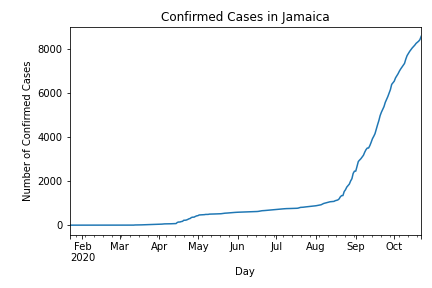 Confirmed Cases in Jamaica
Number of Confirmed Cases
8000
6000
4000
2000
0
Feb Mar Apr May Jun Jul Aug Sep Oct
2020
Day